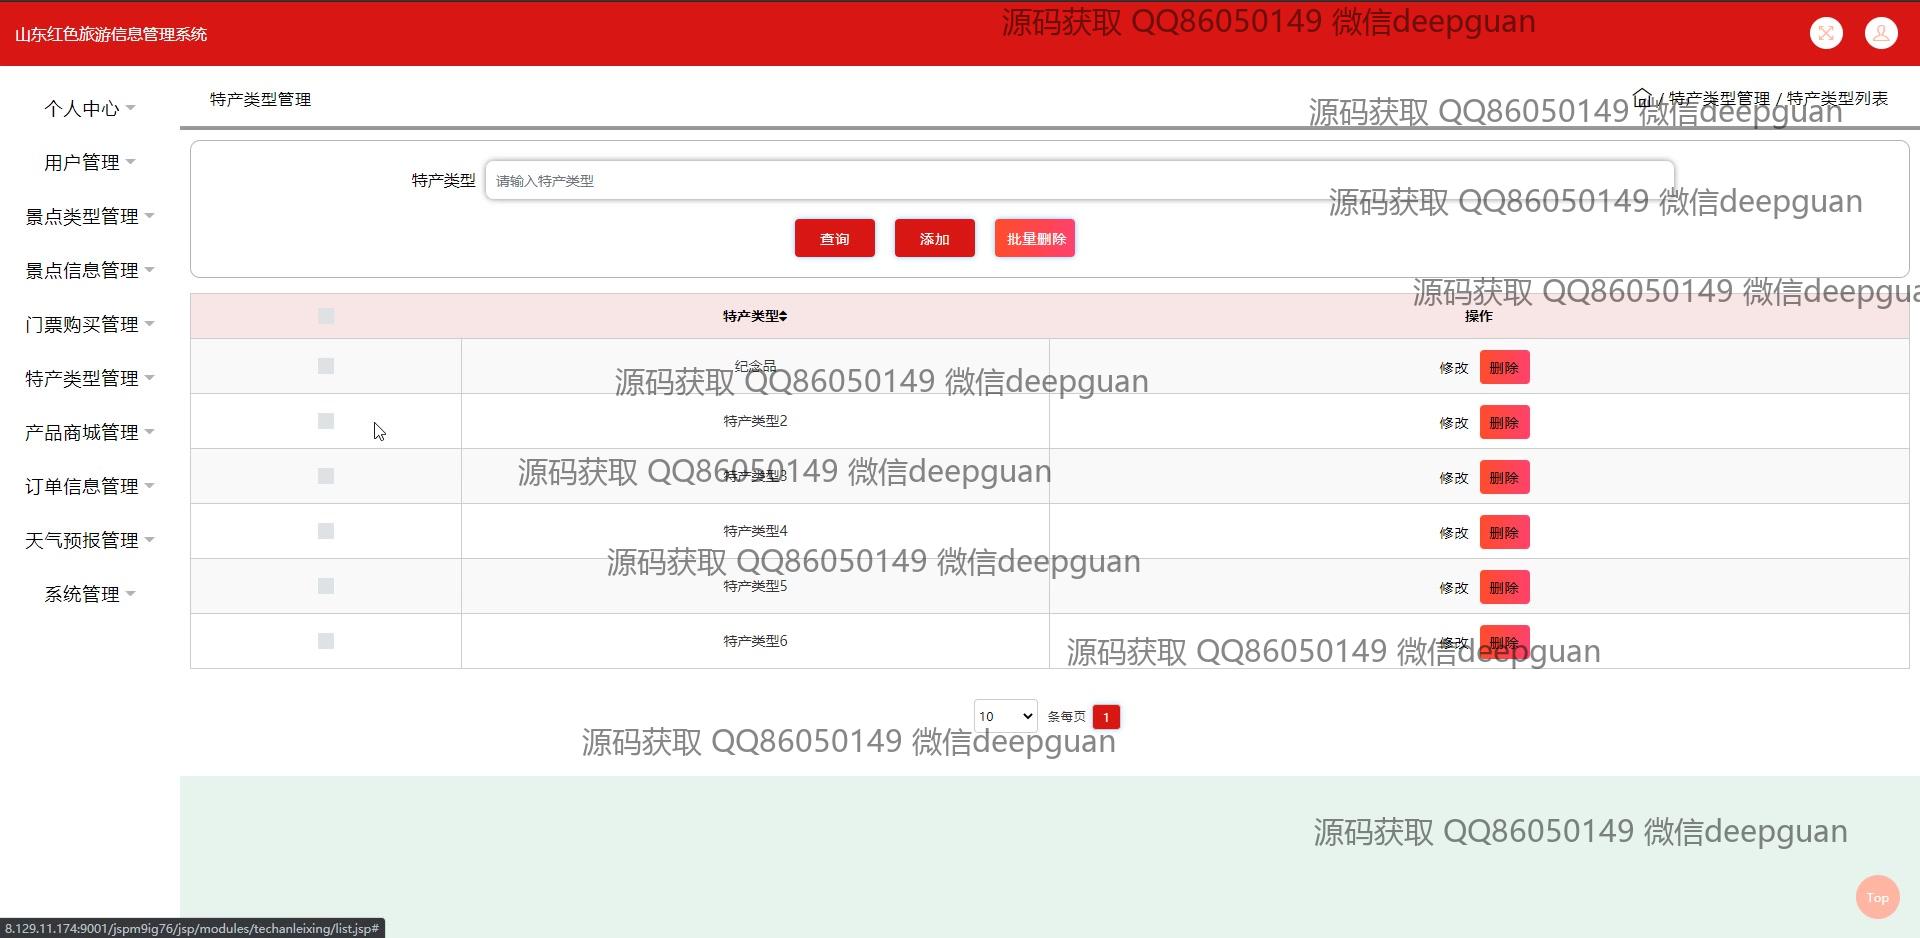 山东红色旅游信息管理系统
源码获取 QQ86050149 微信deepguan
个人中心
用户管理
景点类型管理
景点信息管理
门票购买管理
特产类型管理
产品商城管理
订单信息管理
天气预报管理
系统管理
特产类型管理
/ 特产类型管理 / 特产类型列表
源码获取 QQ86050149 微信deepguan
特产类型 请输入特产类型
源码获取 QQ86050149 微信deepguan
查询 添加 批量删除
源码获取 QQ86050149 微信deepgua
特产类型 操作
纪念品 修改 删除
源码获取 QQ86050149 微信deepguan
特产类型2 修改 删除
特产类型3 修改 删除
源码获取 QQ86050149 微信deepguan
特产类型4 修改 删除
源码获取 QQ86050149 微信deepguan
特产类型5 修改 删除
特产类型6 修改 删除
源码获取 QQ86050149 微信deepguan
10 条每页 1
源码获取 QQ86050149 微信deepguan
源码获取 QQ86050149 微信deepguan
Top
8.129.11.174:9001/jspm9ig76/jsp/modules/techanleixing/list.jsp#